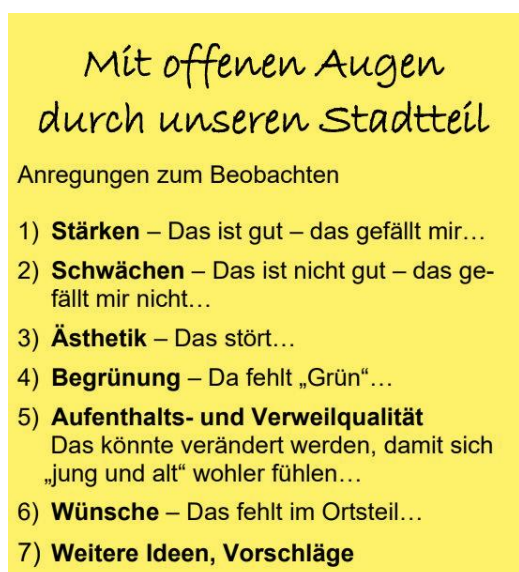 Mit offenen Augen
durch unseren Stadtteil
Anregungen zum Beobachten
1) Stärken – Das ist gut – das gefällt mir…
2) Schwächen – Das ist nicht gut – das ge-
fällt mir nicht…
3) Ästhetik – Das stört…
4) Begrünung – Da fehlt „Grün“…
5) Aufenthalts- und Verweilqualität
Das könnte verändert werden, damit sich
„jung und alt“ wohler fühlen…
6) Wünsche – Das fehlt im Ortsteil…
7) Weitere Ideen, Vorschläge